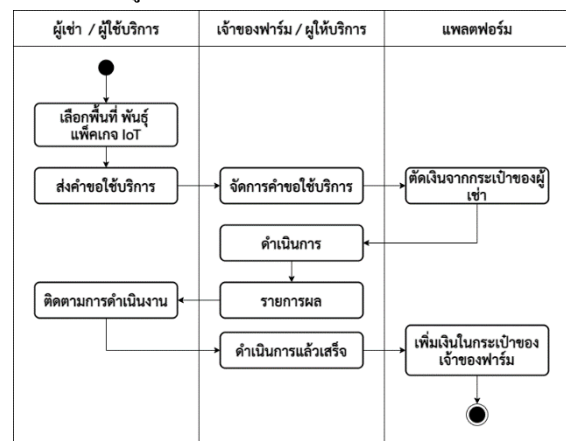 ผู้เช่า / ผู้ใช้บริการ
เจ้าของฟาร์ม / ผู้ให้บริการ
แพลตฟอร์ม
เลือกพื้นที่ พันธุ์
แพ็คเกจ IoT
ส่งคำขอใช้บริการ
จัดการคำขอใช้บริการ
ตัดเงินจากกระเป๋าของผู้
เช่า
ดำเนินการ
ติดตามการดำเนินงาน
รายการผล
ดำเนินการแล้วเสร็จ
เพิ่มเงินในกระเป๋าของ
เจ้าของฟาร์ม